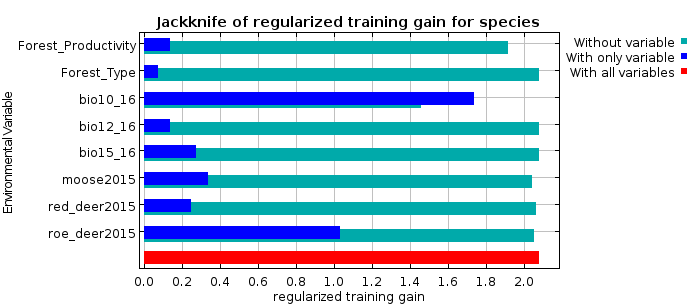 Jackknife of regularized training gain for species
Forest_Productivity
Forest_Type
bio10_16
bio12_16
bio15_16
moose2015
red_deer2015
roe_deer2015
Environmental Variable
0.0 0.2 0.4 0.6 0.8 1.0 1.2 1.4 1.6 1.8 2.0
regularized training gain
Without variable
With only variable
With all variables